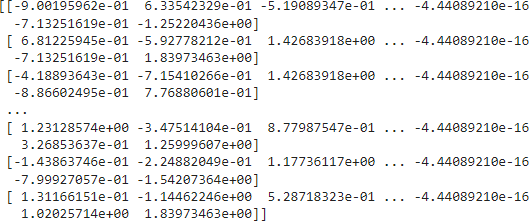 [[-9.00195962e-01 6.33542329e-01 -5.19089347e-01 ... -4.44089210e-16
-7.13251619e-01 -1.25220436e+00]
[ 6.81225945e-01 -5.92778212e-01 1.42683918e+00 ... -4.44089210e-16
-7.13251619e-01 1.83973463e+00]
[-4.18893643e-01 -7.15410266e-01 1.42683918e+00 ... -4.44089210e-16
-8.86602495e-01 7.76880601e-01]
...
[ 1.23128574e+00 -3.47514104e-01 8.77987547e-01 ... -4.44089210e-16
3.26853637e-01 1.25999607e+00]
[-1.43863746e-01 -2.24882049e-01 1.17736117e+00 ... -4.44089210e-16
-7.99927057e-01 -1.54207364e+00]
[ 1.31166151e-01 -1.14462246e+00 5.28718323e-01 ... -4.44089210e-16
1.02025714e+00 1.83973463e+00]]